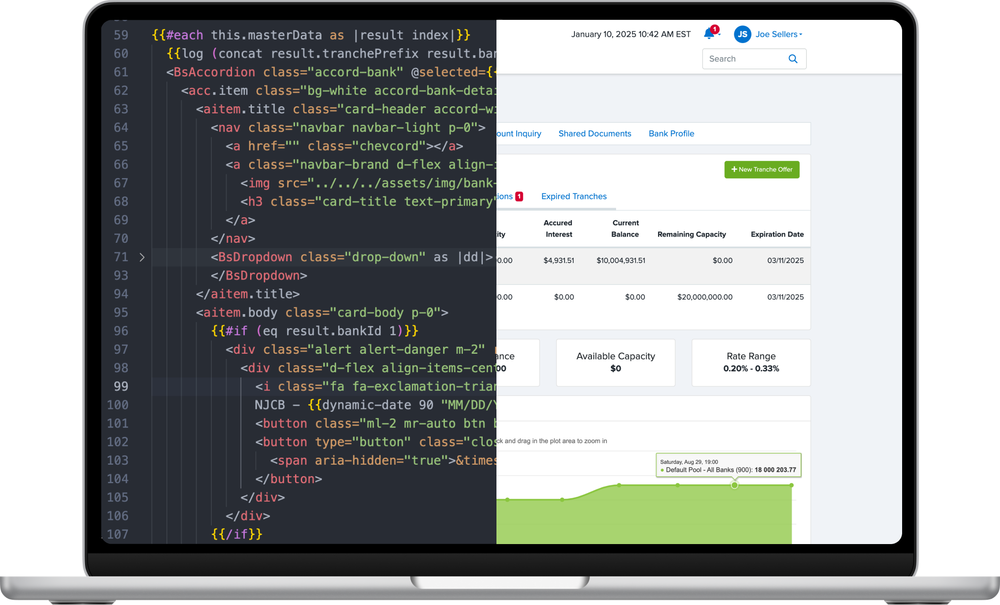 59 {{#each this.masterData as |result index|}}
60 {{log (concat result.tranchePrefix result.ban
61 <BsAccordion class="accord-bank" @selected={
62 <acc.item class="bg-white accord-bank-detai
63 <aitem.title class="card-header accord-wi
64 <nav class="navbar navbar-light p-0">
65 <a href="" class="chevcord"></a>
66 <a class="navbar-brand d-flex align-i
67 <img src="../../../assets/img/bank-
68 <h3 class="card-title text-primary"
69 </a>
70 </nav>
71 <BsDropdown class="drop-down" as |dd|>
93 </BsDropdown>
94 </aitem.title>
95 <aitem.body class="card-body p-0">
96 {{#if (eq result.bankId 1)}}
97 <div class="alert alert-danger m-2" r
98 <div class="d-flex align-items-cent
99 <i class="fa fa-exclamation-trian
100 NJCB - {{dynamic-date 90 "MM/DD/Y
101 <button class="ml-2 mr-auto btn b
102 <button type="button" class="clos
103 <span aria-hidden="true">&times
104 </button>
105 </div>
106 </div>
107 {{/if}}
January 10, 2025 10:42 AM EST 1 JS Joe Sellers
Search
ount Inquiry Shared Documents Bank Profile
+ New Tranche Offer
ions 1 Expired Tranches
Accured Current
ity Interest Balance Remaining Capacity Expiration Date
0.00 $4,931.51 $10,004,931.51 $0.00 03/11/2025
0.00 $0.00 $0.00 $20,000,000.00 03/11/2025
ance Available Capacity Rate Range
00 $0 0.20% - 0.33%
ck and drag in the plot area to zoom in
Saturday, Aug 29, 19:00
Default Pool - All Banks (900): 18 000 203.77